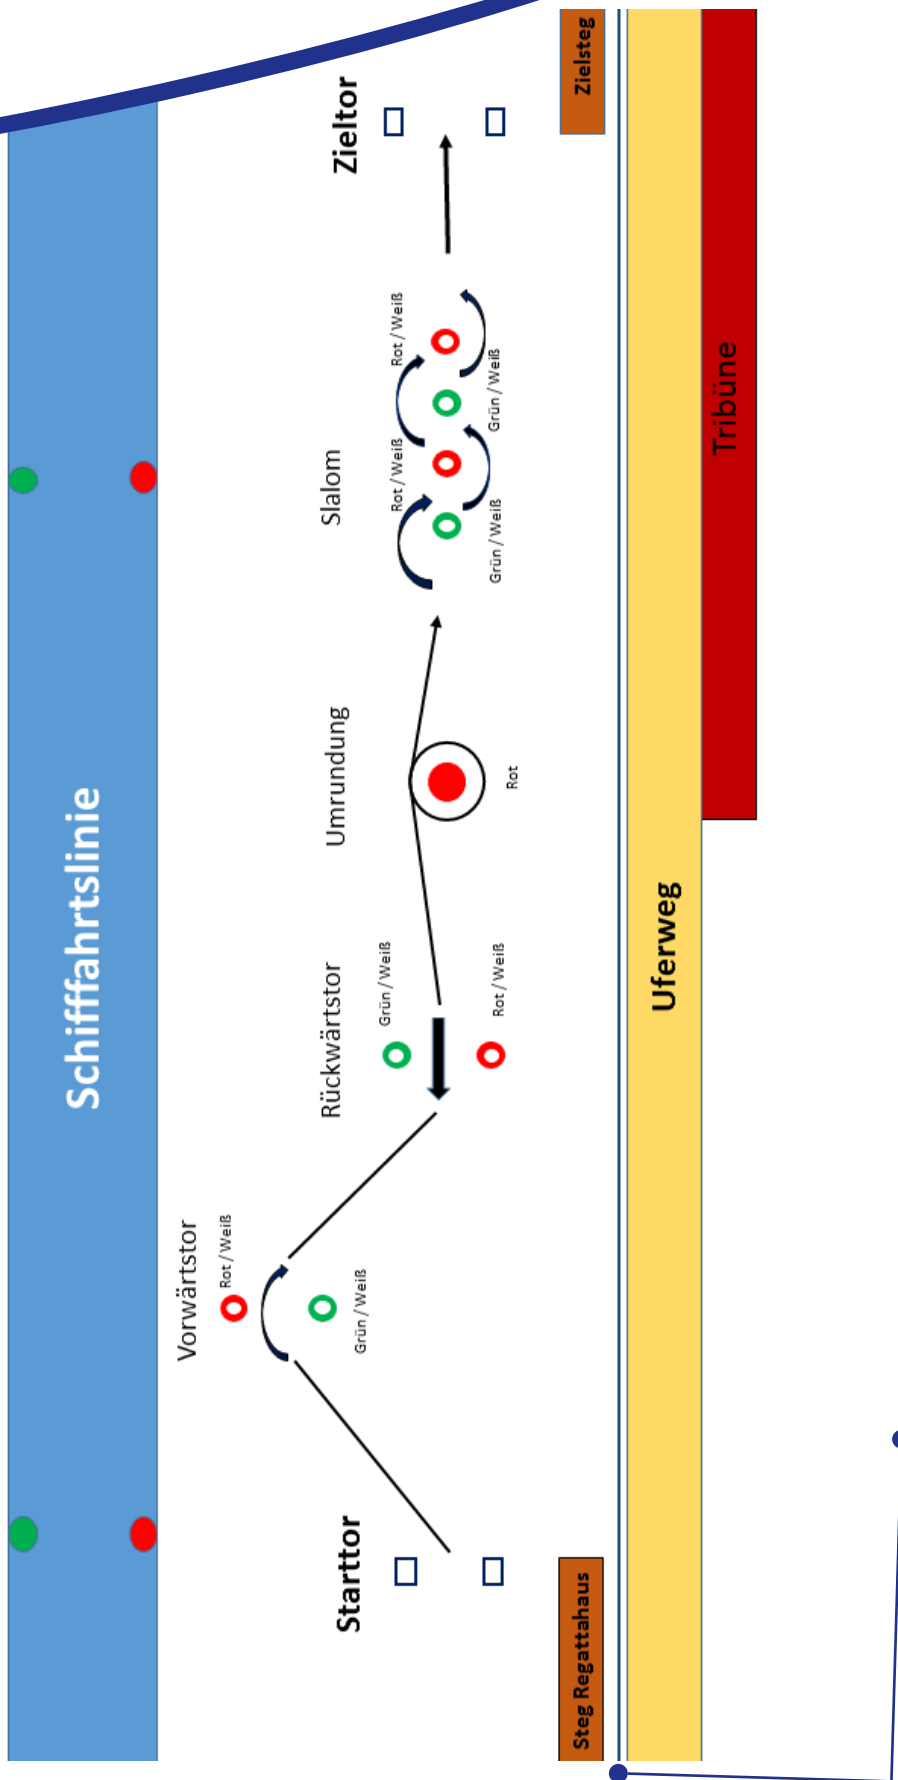 Schifffahrtslinie
Vorwärtstor
Rot / Weiß
Grün / Weiß
Starttor
Rückwärtstor
Grün / Weiß
Rot / Weiß
Umrundung
Rot
Slalom
Rot / Weiß
Rot / Weiß
Grün / Weiß
Grün / Weiß
Zieltor
Steg Regattahaus
Zielsteg
Uferweg
Tribüne